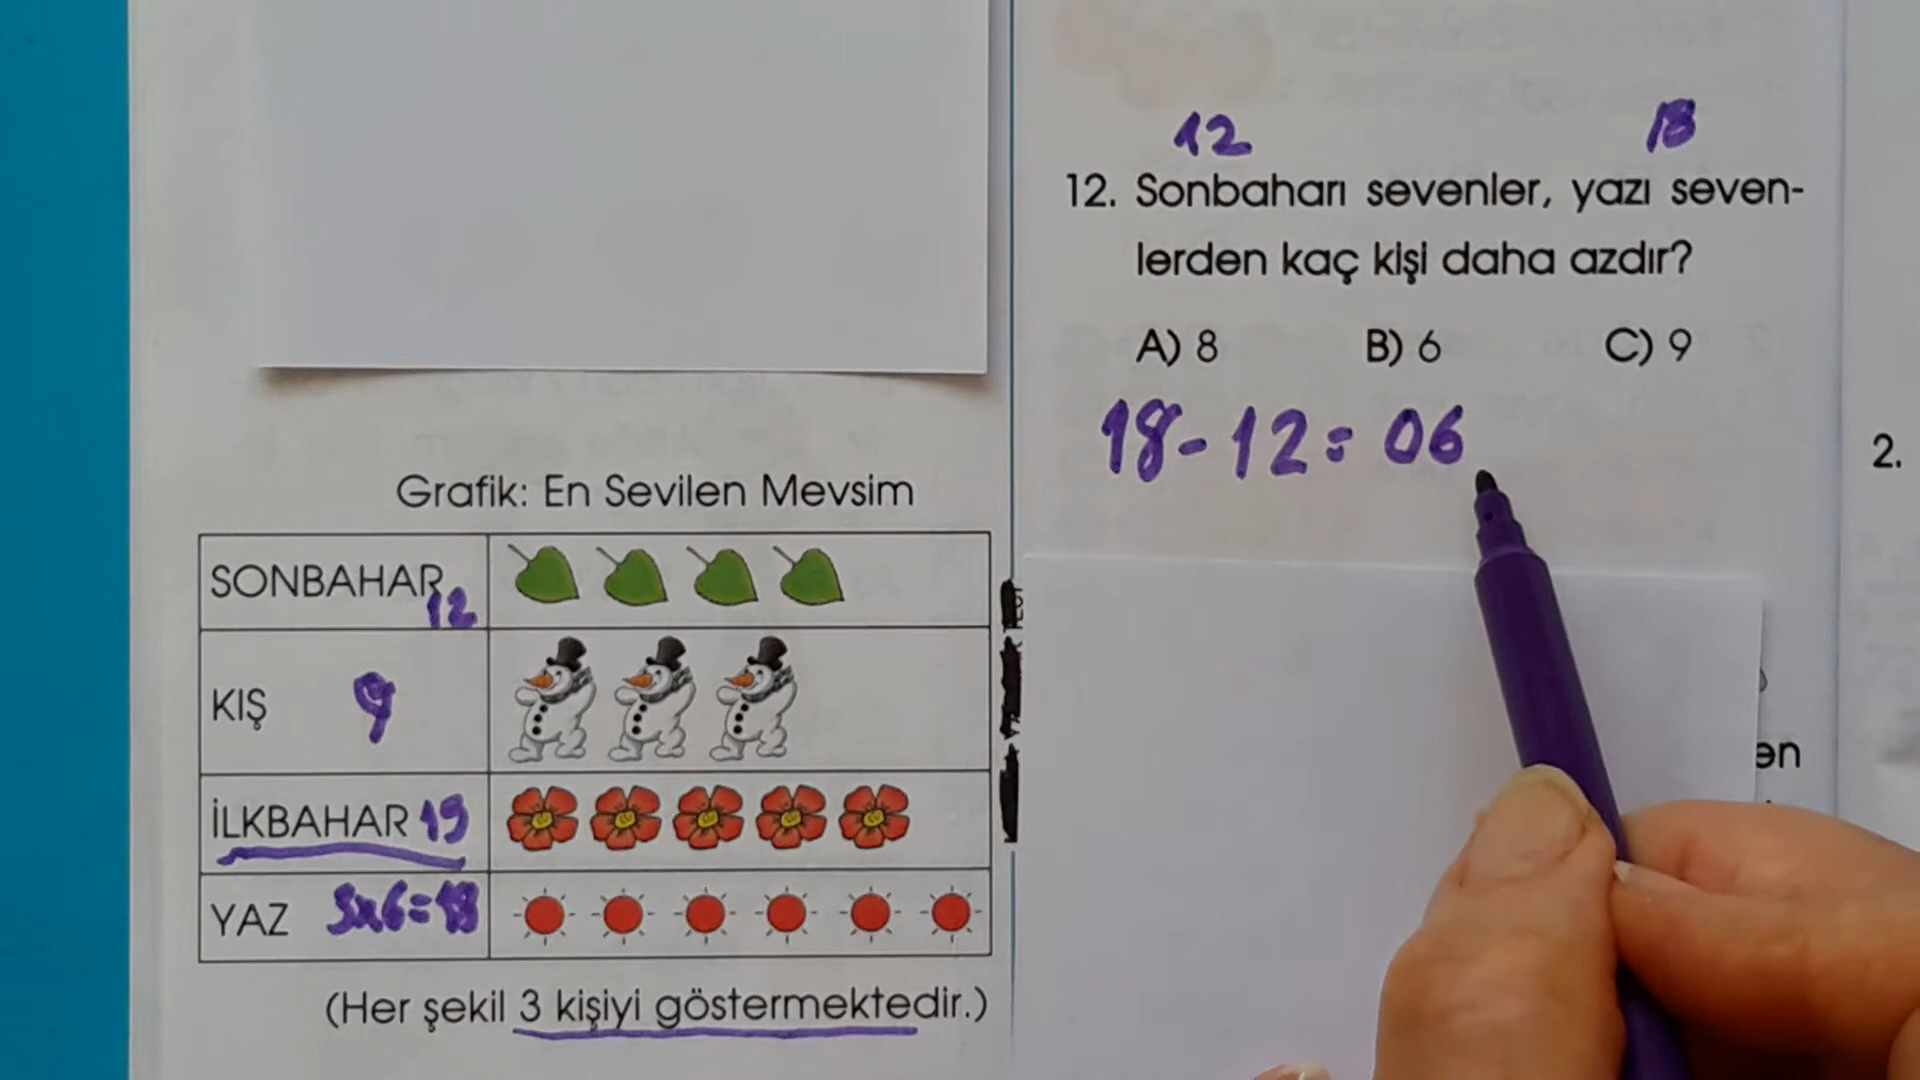 Grafik: En Sevilen Mevsim
SONBAHAR 12
KIŞ 9
İLKBAHAR 15
YAZ 3x6=18
(Her şekil 3 kişiyi göstermektedir.)
12 18
12. Sonbaharı sevenler, yazı seven-
lerden kaç kişi daha azdır?
A) 8 B) 6 C) 9
18-12=06
en
2.